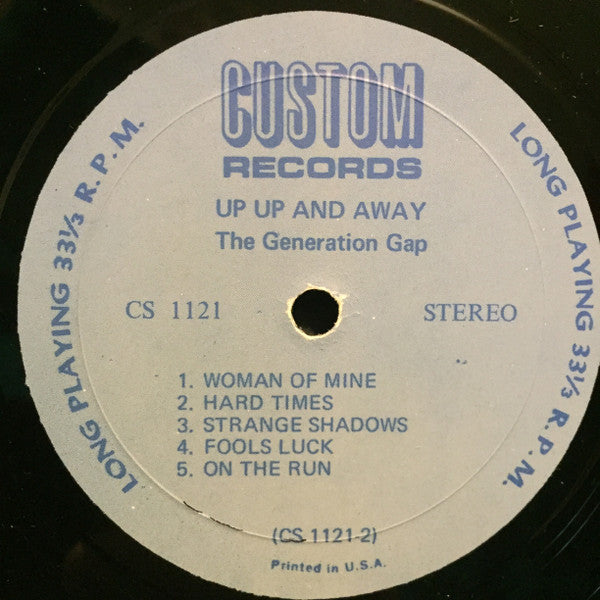 CUSTOM
RECORDS
UP UP AND AWAY
The Generation Gap
CS 1121
STEREO
1. WOMAN OF MINE
2. HARD TIMES
3. STRANGE SHADOWS
4. FOOLS LUCK
5. ON THE RUN
(CS 1121-2)
Printed in U.S.A.
LONG PLAYING 33⅓ R.P.M.
LONG PLAYING 33⅓ R.P.M.